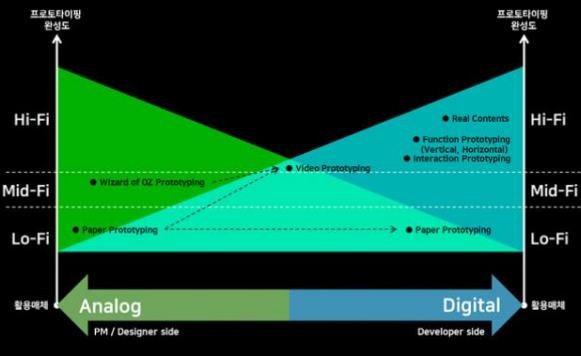 프로토타이핑
완성도
프로토타이핑
완성도
Hi-Fi
Hi-Fi
Real Contents
Function Prototyping
(Vertical, Horizontal)
Interaction Prototyping
Video Prototyping
Mid-Fi
Mid-Fi
Wizard of OZ Prototyping
Lo-Fi
Lo-Fi
Paper Prototyping
Paper Prototyping
활용매체
Analog
Digital
활용매체
PM / Designer side
Developer side